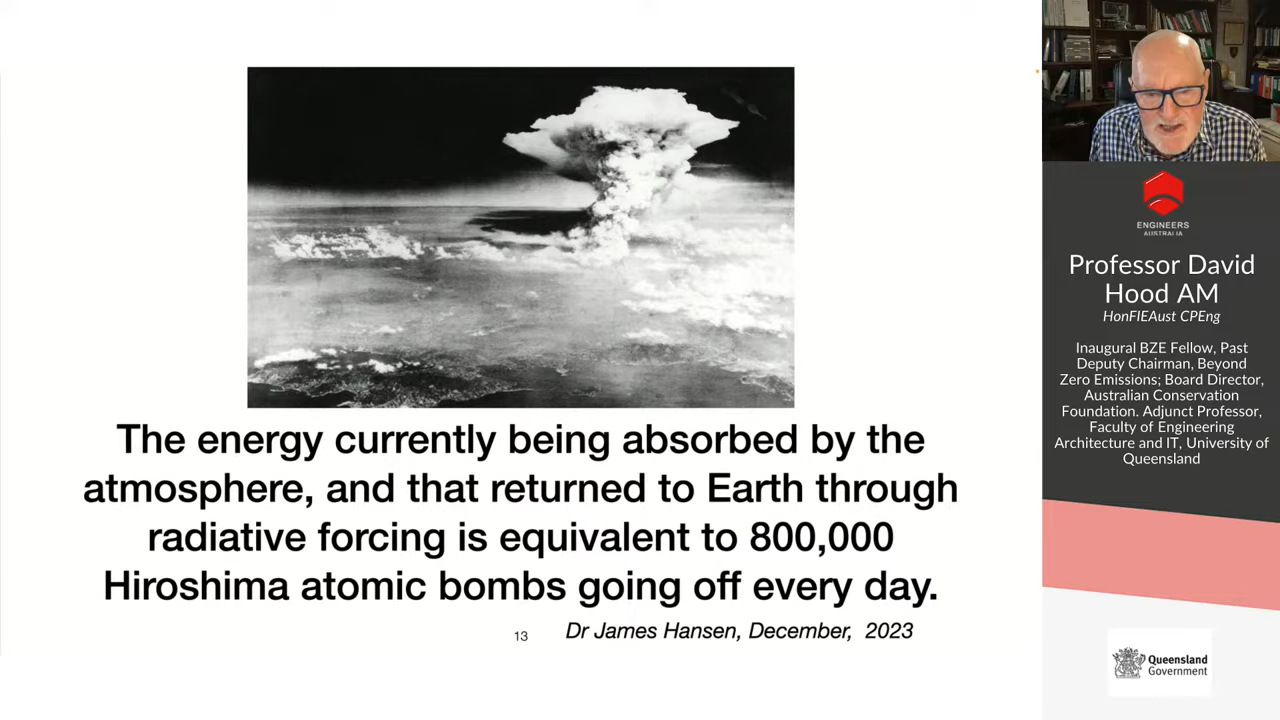 The energy currently being absorbed by the
atmosphere, and that returned to Earth through
radiative forcing is equivalent to 800,000
Hiroshima atomic bombs going off every day.
13
Dr James Hansen, December, 2023
ENGINEERS
AUSTRALIA
Professor David
Hood AM
HonFIEAust CPEng
Inaugural BZE Fellow, Past
Deputy Chairman, Beyond
Zero Emissions; Board Director,
Australian Conservation
Foundation. Adjunct Professor,
Faculty of Engineering
Architecture and IT, University of
Queensland
Queensland
Government